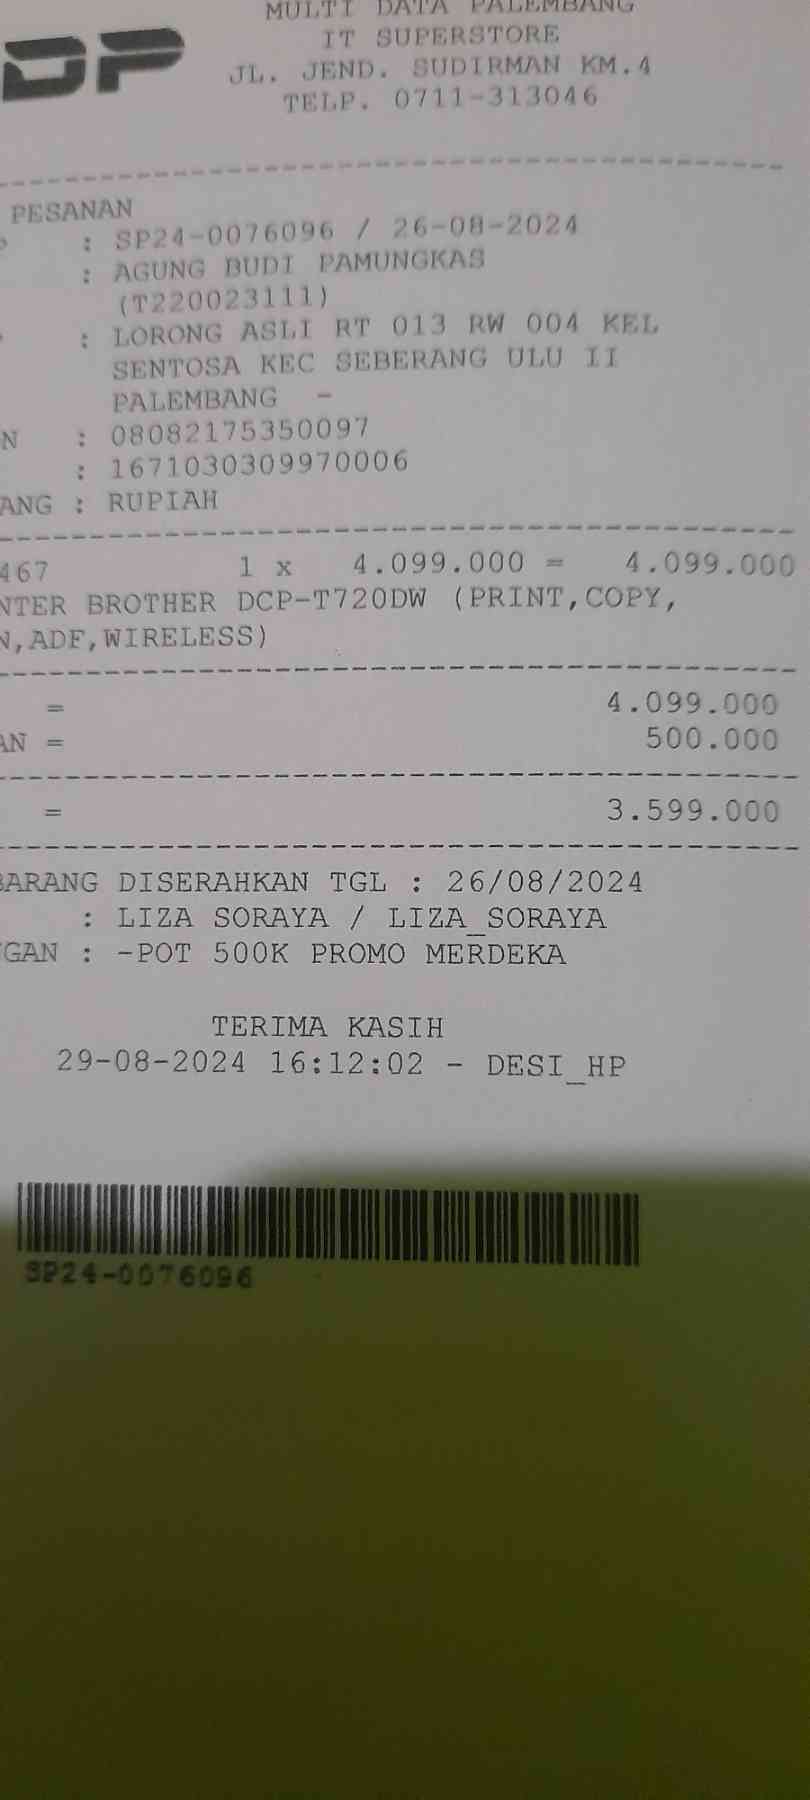 DP
MULTI DATA PALEMBANG
IT SUPERSTORE
JL. JEND. SUDIRMAN KM.4
TELP. 0711-313046
PESANAN
: SP24-0076096 / 26-08-2024
: AGUNG BUDI PAMUNGKAS
(T220023111)
: LORONG ASLI RT 013 RW 004 KEL
SENTOSA KEC SEBERANG ULU II
PALEMBANG -
N : 08082175350097
: 1671030309970006
ANG : RUPIAH
467 1 x 4.099.000 = 4.099.000
NTER BROTHER DCP-T720DW (PRINT,COPY,
N,ADF,WIRELESS)
= 4.099.000
AN = 500.000
= 3.599.000
BARANG DISERAHKAN TGL : 26/08/2024
: LIZA SORAYA / LIZA_SORAYA
NGAN : -POT 500K PROMO MERDEKA
TERIMA KASIH
29-08-2024 16:12:02 - DESI_HP
SP24-0076096